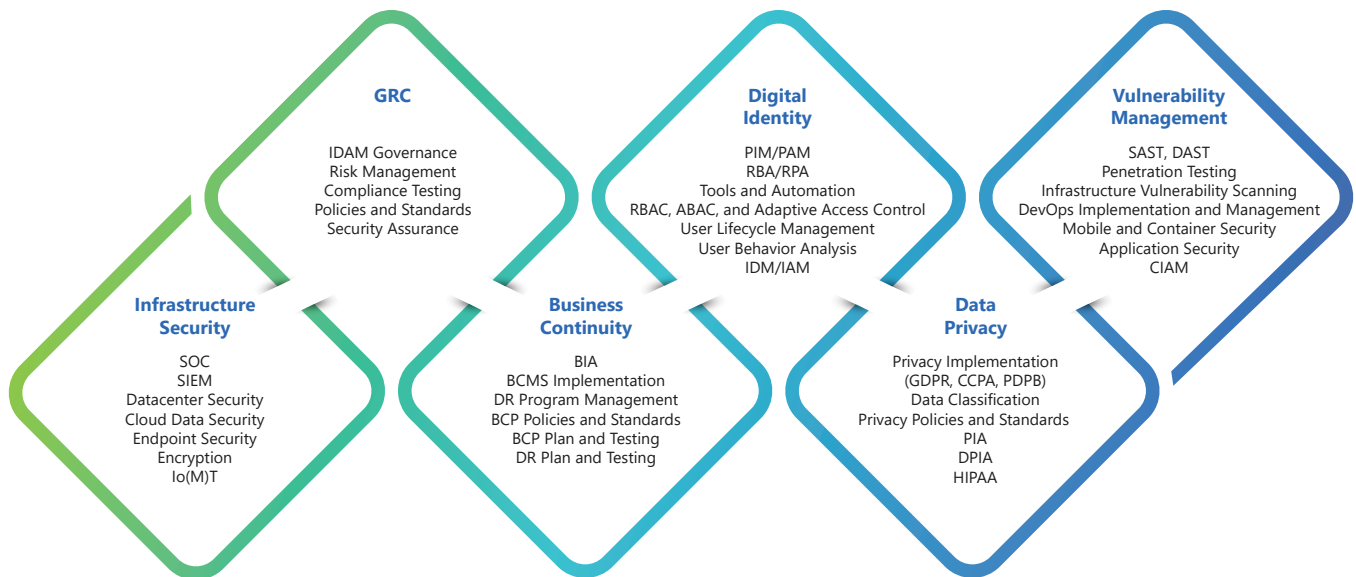 GRC
IDAM Governance
Risk Management
Compliance Testing
Policies and Standards
Security Assurance
Digital
Identity
PIM/PAM
RBA/RPA
Tools and Automation
RBAC, ABAC, and Adaptive Access Control
User Lifecycle Management
User Behavior Analysis
IDM/IAM
Vulnerability
Management
SAST, DAST
Penetration Testing
Infrastructure Vulnerability Scanning
DevOps Implementation and Management
Mobile and Container Security
Application Security
CIAM
Infrastructure
Security
SOC
SIEM
Datacenter Security
Cloud Data Security
Endpoint Security
Encryption
Io(M)T
Business
Continuity
BIA
BCMS Implementation
DR Program Management
BCP Policies and Standards
BCP Plan and Testing
DR Plan and Testing
Data
Privacy
Privacy Implementation
(GDPR, CCPA, PDPB)
Data Classification
Privacy Policies and Standards
PIA
DPIA
HIPAA